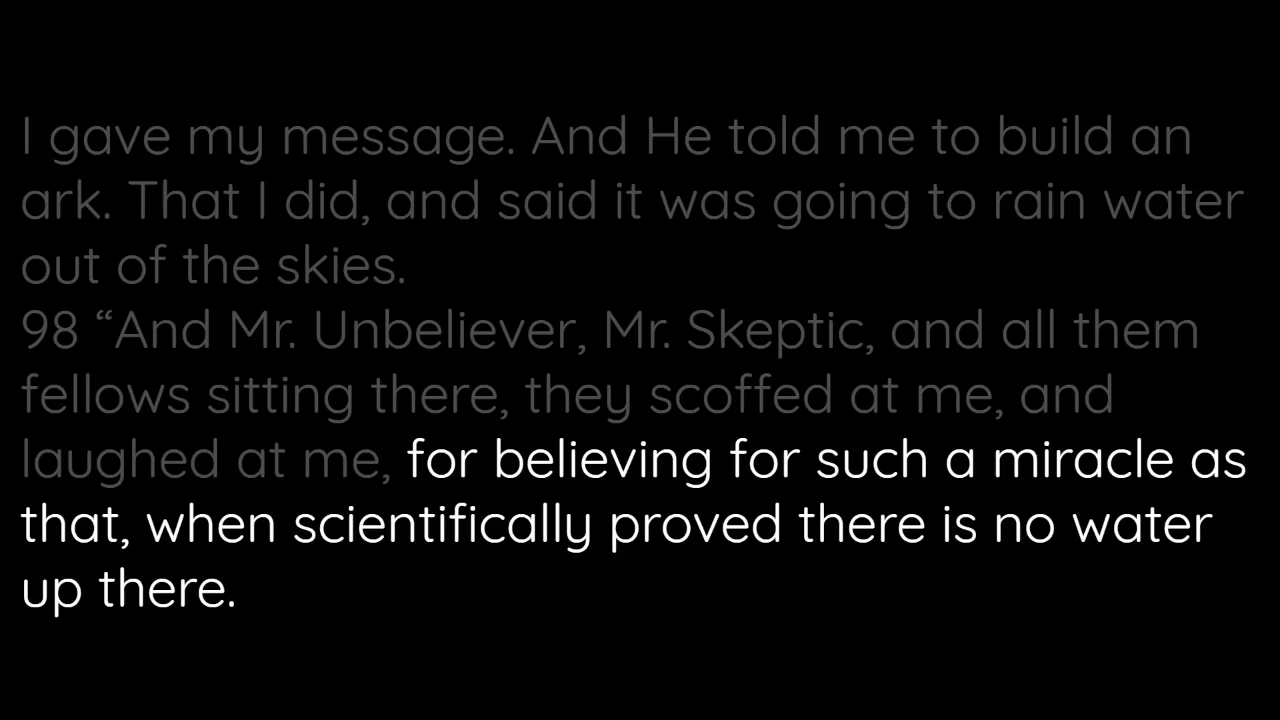 I gave my message. And He told me to build an
ark. That I did, and said it was going to rain water
out of the skies.
98 “And Mr. Unbeliever, Mr. Skeptic, and all them
fellows sitting there, they scoffed at me, and
laughed at me, for believing for such a miracle as
that, when scientifically proved there is no water
up there.